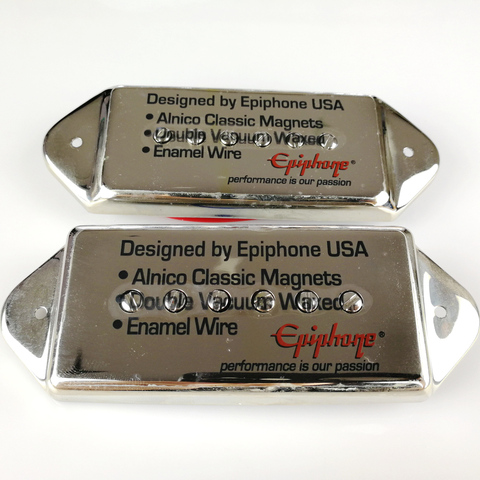 Designed by Epiphone USA
• Alnico Classic Magnets
• Double Vacuum Waxed
• Enamel Wire
Epiphone
performance is our passion
Designed by Epiphone USA
• Alnico Classic Magnets
• Double Vacuum Waxed
• Enamel Wire
Epiphone®
performance is our passion